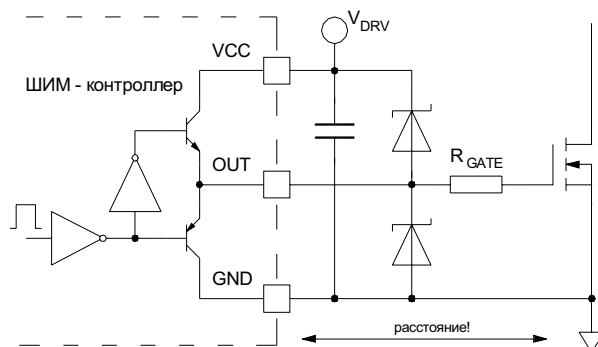 V DRV
VCC
ШИМ - контроллер
R GATE
OUT
GND
расстояние!